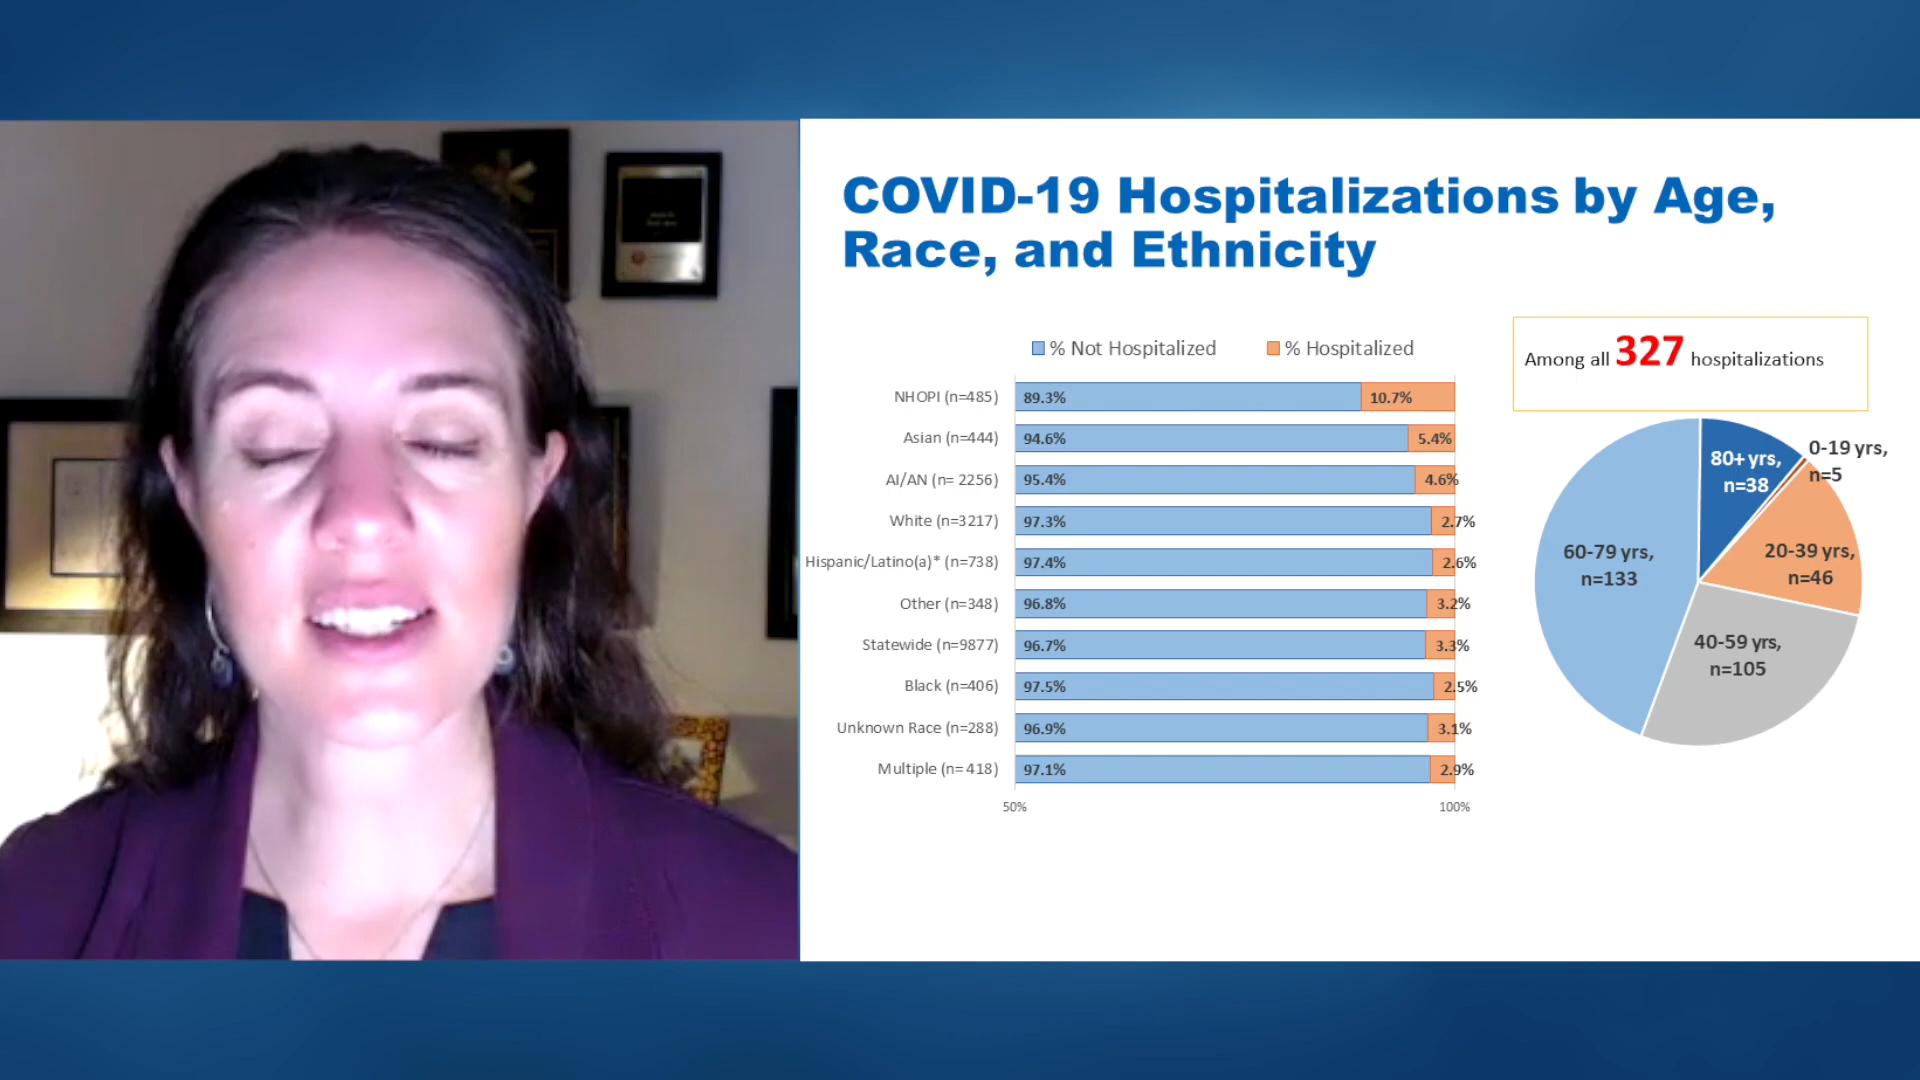 COVID-19 Hospitalizations by Age,
Race, and Ethnicity
% Not Hospitalized % Hospitalized
NHOPI (n=485) 89.3% 10.7%
Asian (n=444) 94.6% 5.4%
AI/AN (n= 2256) 95.4% 4.6%
White (n=3217) 97.3% 2.7%
Hispanic/Latino(a)* (n=738) 97.4% 2.6%
Other (n=348) 96.8% 3.2%
Statewide (n=9877) 96.7% 3.3%
Black (n=406) 97.5% 2.5%
Unknown Race (n=288) 96.9% 3.1%
Multiple (n= 418) 97.1% 2.9%
50% 100%
Among all 327 hospitalizations
80+ yrs,
n=38
0-19 yrs,
n=5
20-39 yrs,
n=46
40-59 yrs,
n=105
60-79 yrs,
n=133